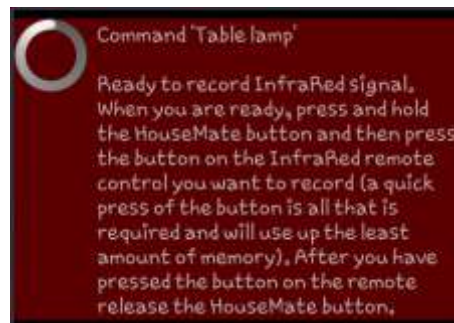 Command 'Table lamp'
Ready to record InfraRed signal.
When you are ready, press and hold
the HouseMate button and then press
the button on the InfraRed remote
control you want to record (a quick
press of the button is all that is
required and will use up the least
amount of memory). After you have
pressed the button on the remote
release the HouseMate button.